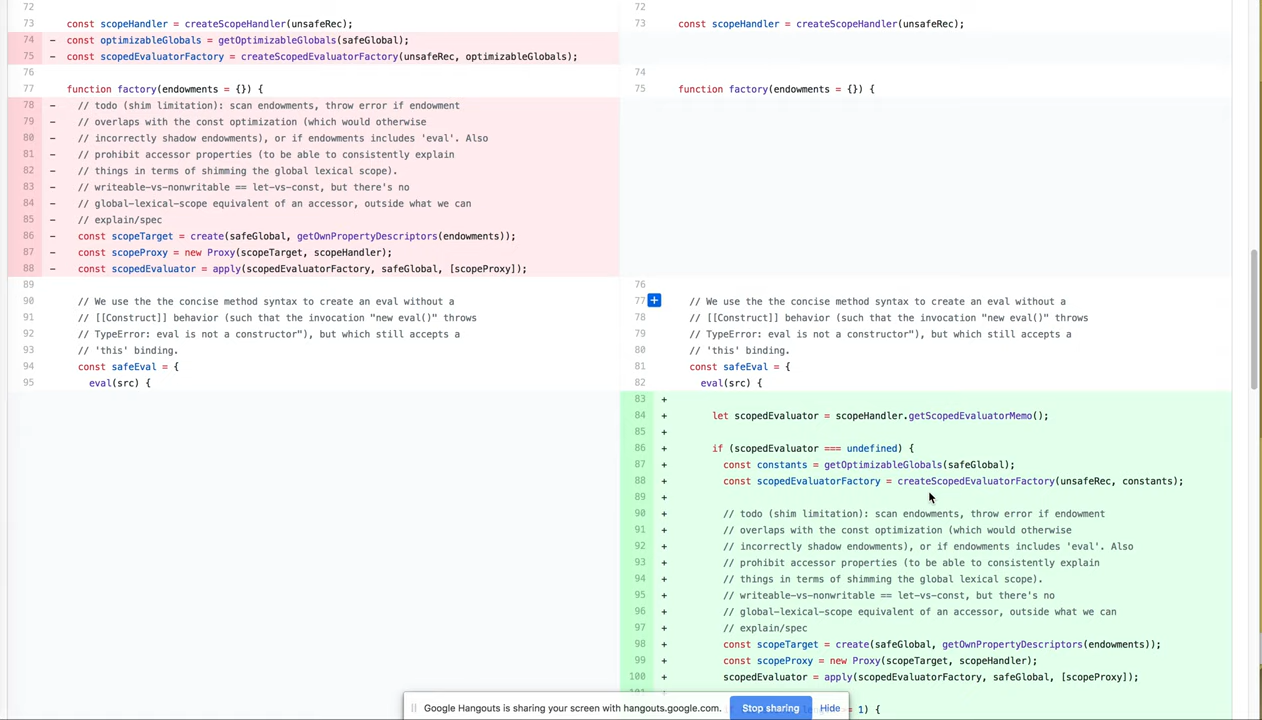 72
73 const scopeHandler = createScopeHandler(unsafeRec);
74 - const optimizableGlobals = getOptimizableGlobals(safeGlobal);
75 - const scopedEvaluatorFactory = createScopedEvaluatorFactory(unsafeRec, optimizableGlobals);
76
77 function factory(endowments = {}) {
78 - // todo (shim limitation): scan endowments, throw error if endowment
79 - // overlaps with the const optimization (which would otherwise
80 - // incorrectly shadow endowments), or if endowments includes 'eval'. Also
81 - // prohibit accessor properties (to be able to consistently explain
82 - // things in terms of shimming the global lexical scope).
83 - // writeable-vs-nonwritable == let-vs-const, but there's no
84 - // global-lexical-scope equivalent of an accessor, outside what we can
85 - // explain/spec
86 - const scopeTarget = create(safeGlobal, getOwnPropertyDescriptors(endowments));
87 - const scopeProxy = new Proxy(scopeTarget, scopeHandler);
88 - const scopedEvaluator = apply(scopedEvaluatorFactory, safeGlobal, [scopeProxy]);
89
90 // We use the the concise method syntax to create an eval without a
91 // [[Construct]] behavior (such that the invocation "new eval()" throws
92 // TypeError: eval is not a constructor"), but which still accepts a
93 // 'this' binding.
94 const safeEval = {
95 eval(src) {
72
73 const scopeHandler = createScopeHandler(unsafeRec);
74
75 function factory(endowments = {}) {
76
77 + // We use the the concise method syntax to create an eval without a
78 // [[Construct]] behavior (such that the invocation "new eval()" throws
79 // TypeError: eval is not a constructor"), but which still accepts a
80 // 'this' binding.
81 const safeEval = {
82 eval(src) {
83 +
84 + let scopedEvaluator = scopeHandler.getScopedEvaluatorMemo();
85 +
86 + if (scopedEvaluator === undefined) {
87 + const constants = getOptimizableGlobals(safeGlobal);
88 + const scopedEvaluatorFactory = createScopedEvaluatorFactory(unsafeRec, constants);
89 +
90 + // todo (shim limitation): scan endowments, throw error if endowment
91 + // overlaps with the const optimization (which would otherwise
92 + // incorrectly shadow endowments), or if endowments includes 'eval'. Also
93 + // prohibit accessor properties (to be able to consistently explain
94 + // things in terms of shimming the global lexical scope).
95 + // writeable-vs-nonwritable == let-vs-const, but there's no
96 + // global-lexical-scope equivalent of an accessor, outside what we can
97 + // explain/spec
98 + const scopeTarget = create(safeGlobal, getOwnPropertyDescriptors(endowments));
99 + const scopeProxy = new Proxy(scopeTarget, scopeHandler);
100 + scopedEvaluator = apply(scopedEvaluatorFactory, safeGlobal, [scopeProxy]);
1) {
Google Hangouts is sharing your screen with hangouts.google.com. Stop sharing Hide